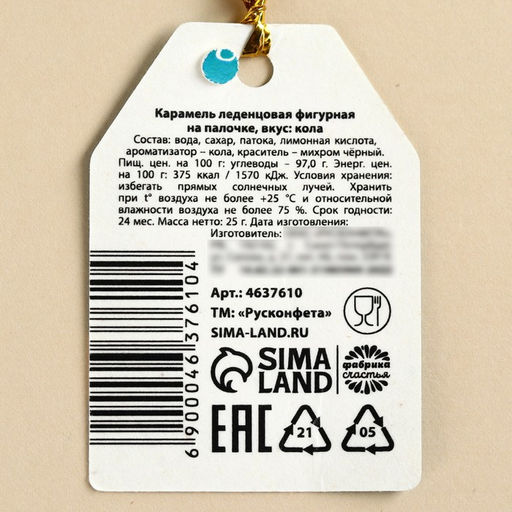 Карамель леденцовая фигурная
на палочке, вкус: кола
Состав: вода, сахар, патока, лимонная кислота,
ароматизатор – кола, краситель – михром чёрный.
Пищ. цен. на 100 г: углеводы – 97,0 г. Энерг. цен.
на 100 г: 375 ккал / 1570 кДж. Условия хранения:
избегать прямых солнечных лучей. Хранить
при t° воздуха не более +25 °С и относительной
влажности воздуха не более 75 %. Срок годности:
24 мес. Масса нетто: 25 г. Дата изготовления:
Изготовитель:
Арт.: 4637610
ТМ: «Русконфета»
SIMA-LAND.RU
SIMA
LAND
фабрика
счастья
EAC
21
05
6900046376104